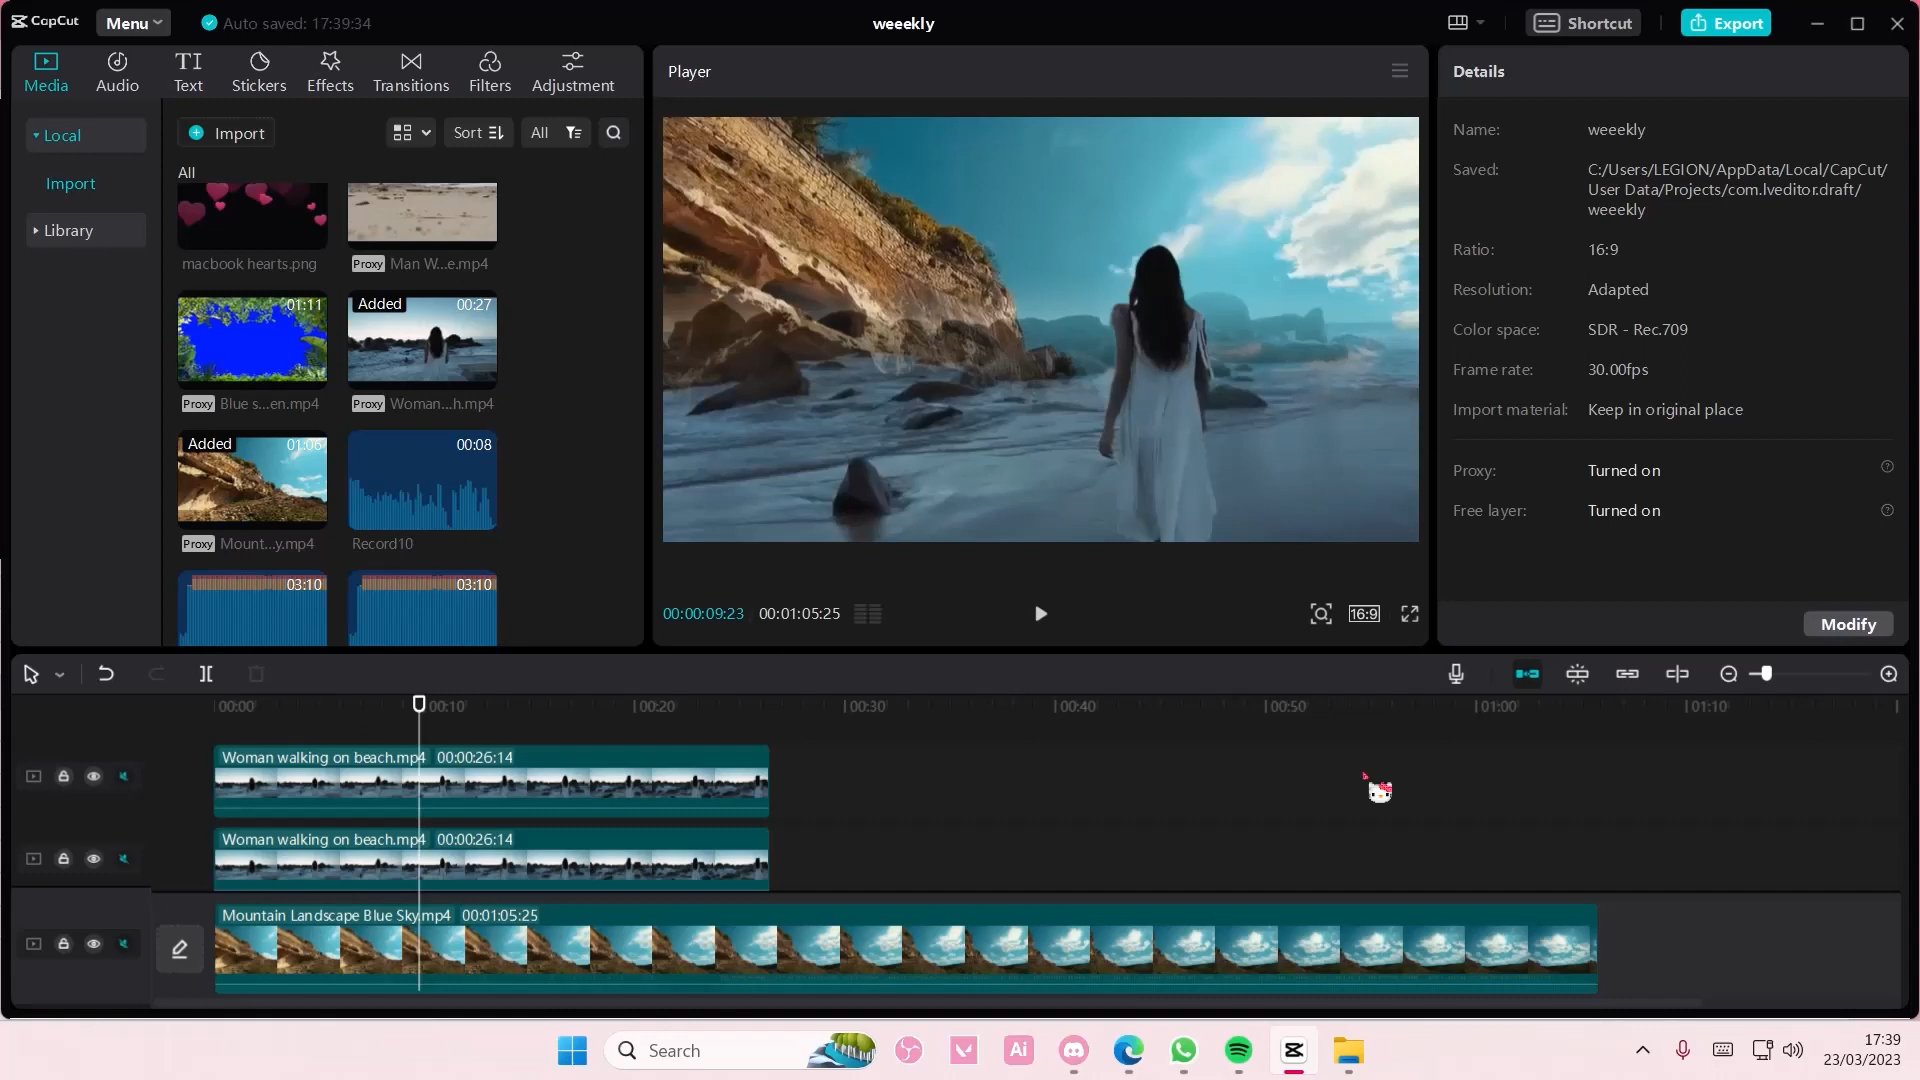 CapCut
Menu
Auto saved: 17:39:34
weeekly
Shortcut
Export
Media
Audio
TI
Text
Stickers
Effects
Transitions
Filters
Adjustment
Player
Details
Local
Import
Library
Import
Sort
All
All
macbook hearts.png
Proxy Man W...e.mp4
01:11
Added
00:27
Proxy Blue s...en.mp4
Proxy Woman...h.mp4
Added
01:06
00:08
Proxy Mount...y.mp4
Record10
03:10
03:10
00:00:09:23
00:01:05:25
16:9
Name:
weeekly
Saved:
C:/Users/LEGION/AppData/Local/CapCut/
User Data/Projects/com.lveditor.draft/
weeekly
Ratio:
16:9
Resolution:
Adapted
Color space:
SDR - Rec.709
Frame rate:
30.00fps
Import material:
Keep in original place
Proxy:
Turned on
Free layer:
Turned on
Modify
00:00
00:10
00:20
00:30
00:40
00:50
01:00
01:10
Woman walking on beach.mp4 00:00:26:14
Woman walking on beach.mp4 00:00:26:14
Mountain Landscape Blue Sky.mp4 00:01:05:25
Search
Ai
17:39
23/03/2023